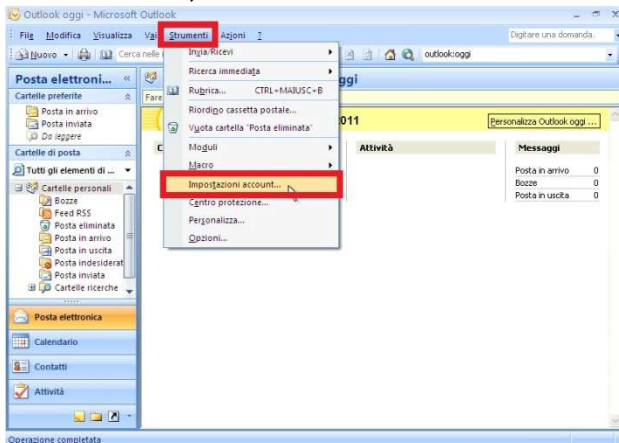 Outlook oggi - Microsoft Outlook
File Modifica Visualizza Vai Strumenti Azioni ?
Digitare una domanda.
Nuovo
Cerca nelle
outlook:oggi
Posta elettroni... «
Cartelle preferite
Posta in arrivo
Posta inviata
Da leggere
Cartelle di posta
Tutti gli elementi di ...
Cartelle personali
Bozze
Feed RSS
Posta eliminata
Posta in arrivo
Posta in uscita
Posta indesiderat
Posta inviata
Cartelle ricerche
Posta elettronica
Calendario
Contatti
Attività
Invia/Ricevi
Ricerca immediata
Rubrica... CTRL+MAIUSC+B
Riordino cassetta postale...
Vuota cartella "Posta eliminata"
Moduli
Macro
Impostazioni account...
Centro protezione...
Personalizza...
Opzioni...
ggi
Fare
011
Personalizza Outlook oggi ...
C
Attività
Messaggi
Posta in arrivo 0
Bozze 0
Posta in uscita 0
Operazione completata